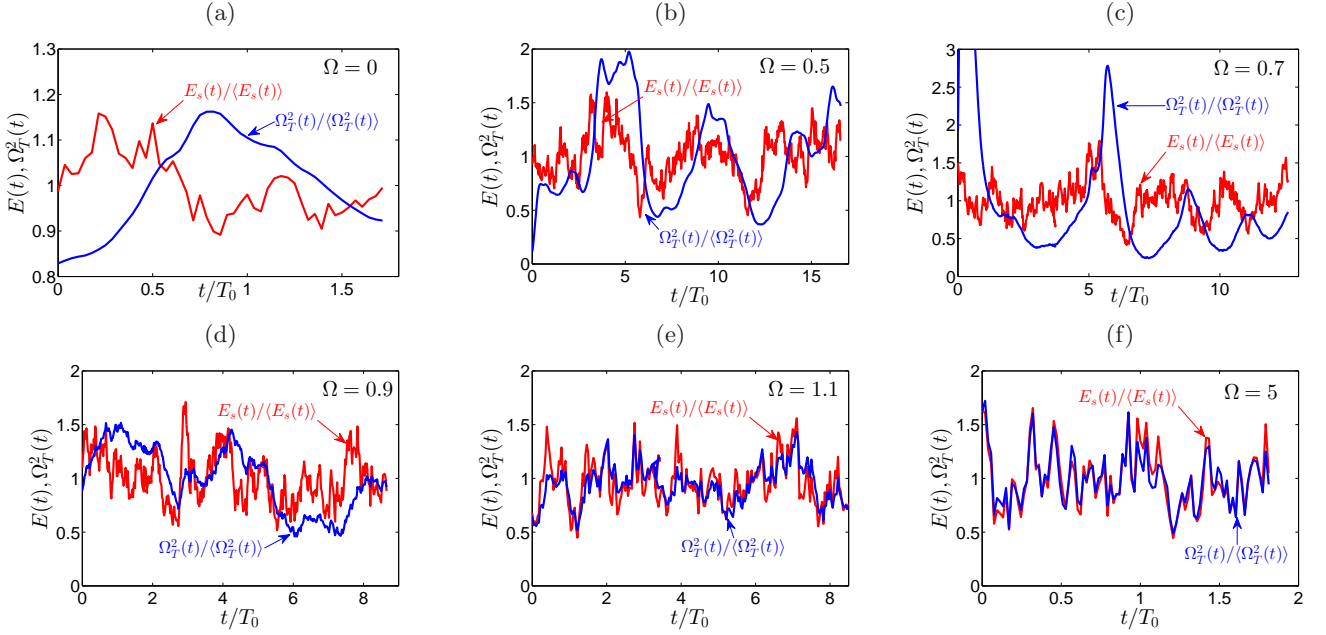 (a)
E(t), Ω_T^2(t)
1.3
1.2
1.1
1
0.9
0.8
Ω = 0
E_s(t)/⟨E_s(t)⟩
Ω_T^2(t)/⟨Ω_T^2(t)⟩
0 0.5 1 1.5
t/T_0
(b)
E(t), Ω_T^2(t)
2
1.5
1
0.5
0
Ω = 0.5
E_s(t)/⟨E_s(t)⟩
Ω_T^2(t)/⟨Ω_T^2(t)⟩
0 5 10 15
t/T_0
(c)
E(t), Ω_T^2(t)
3
2.5
2
1.5
1
0.5
0
Ω = 0.7
Ω_T^2(t)/⟨Ω_T^2(t)⟩
E_s(t)/⟨E_s(t)⟩
0 5 10
t/T_0
(d)
E(t), Ω_T^2(t)
2
1.5
1
0.5
0
Ω = 0.9
E_s(t)/⟨E_s(t)⟩
Ω_T^2(t)/⟨Ω_T^2(t)⟩
0 2 4 6 8
t/T_0
(e)
E(t), Ω_T^2(t)
2
1.5
1
0.5
0
Ω = 1.1
E_s(t)/⟨E_s(t)⟩
Ω_T^2(t)/⟨Ω_T^2(t)⟩
0 2 4 6 8
t/T_0
(f)
E(t), Ω_T^2(t)
2
1.5
1
0.5
0
Ω = 5
E_s(t)/⟨E_s(t)⟩
Ω_T^2(t)/⟨Ω_T^2(t)⟩
0 0.5 1 1.5 2
t/T_0